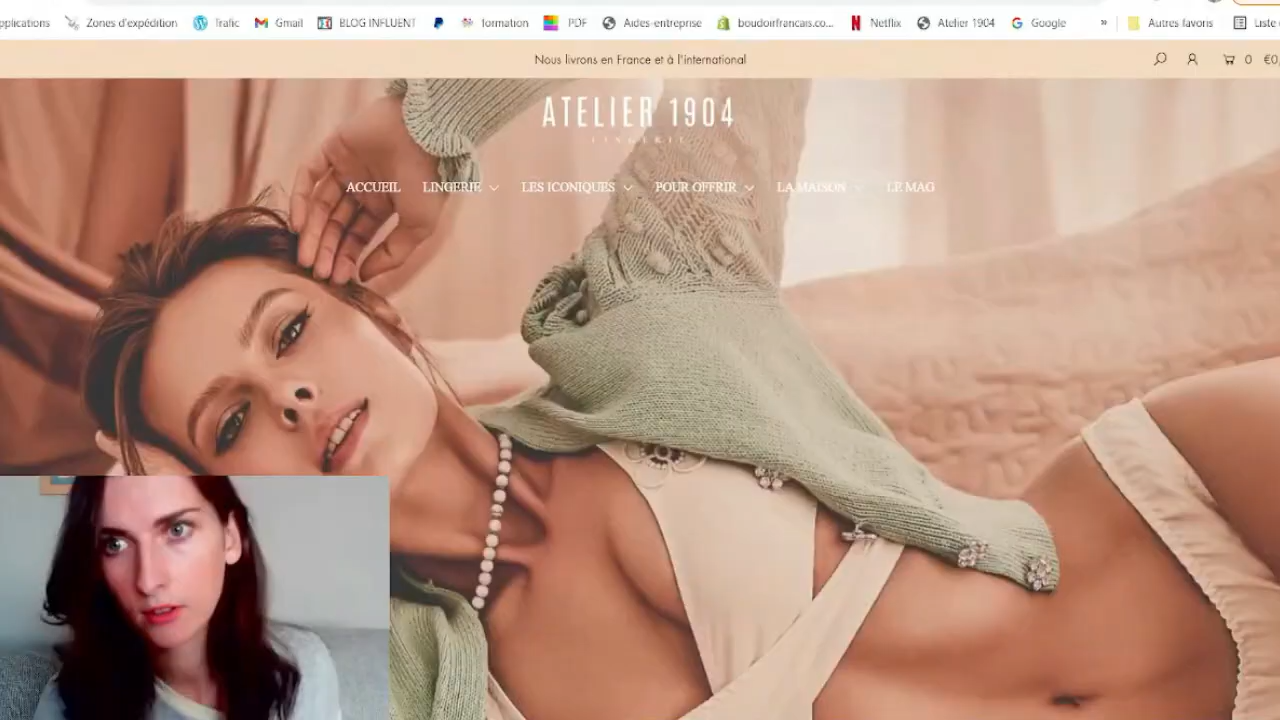 pplications Zones d'expédition Trafic Gmail BLOG INFLUENT formation PDF Aides-entreprise boudoirfrancais.co... Netflix Atelier 1904 Google » Autres favoris Liste
Nous livrons en France et à l'international 0 €0,
ATELIER 1904
LINGERIE
ACCUEIL LINGERIE LES ICONIQUES POUR OFFRIR LA MAISON LE MAG